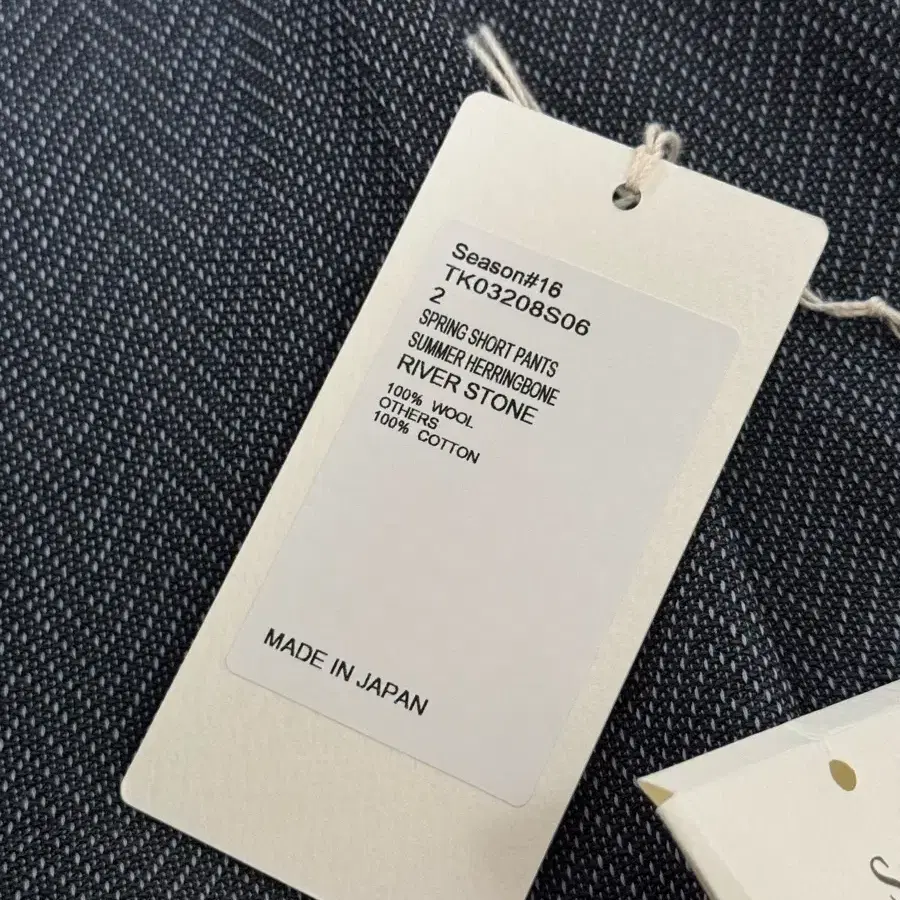 Season#16
TK03208S06
2
SPRING SHORT PANTS
SUMMER HERRINGBONE
RIVER STONE
100% WOOL
OTHERS
100% COTTON
MADE IN JAPAN